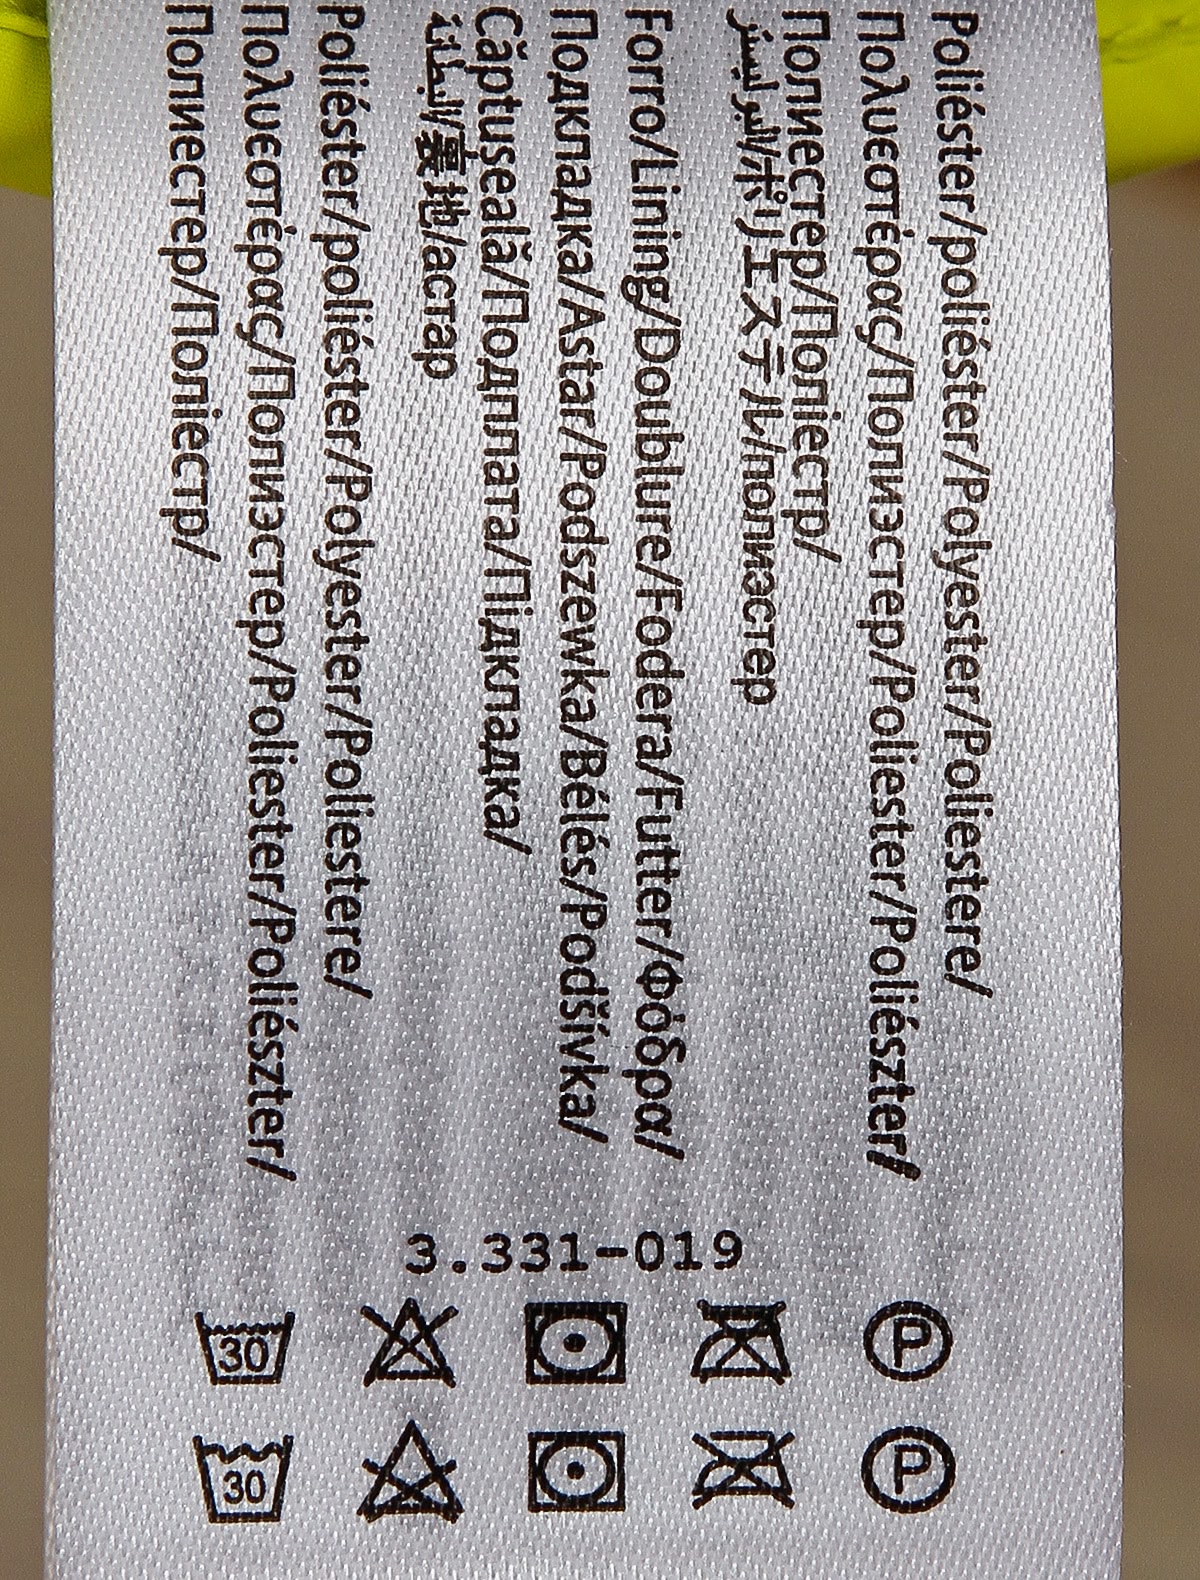 Poliéster/poliéster/Polyester/Poliestere/
Πολυεστέρας/Полиэстер/Poliester/Poliészter/
Полиестер/Поліестр/
البوليستر/ポリエステル/полиэстер
Forro/Lining/Doublure/Fodera/Futter/Φόδρα/
Подкладка/Astar/Podszewka/Bélés/Podšívka/
Căptuseală/Подплата/Підкладка/
البطانة/裏地/астар
Poliéster/poliéster/Polyester/Poliestere/
Πολυεστέρας/Полиэстер/Poliester/Poliészter/
Полиестер/Поліестр/
3.331-019
30 P
30 P